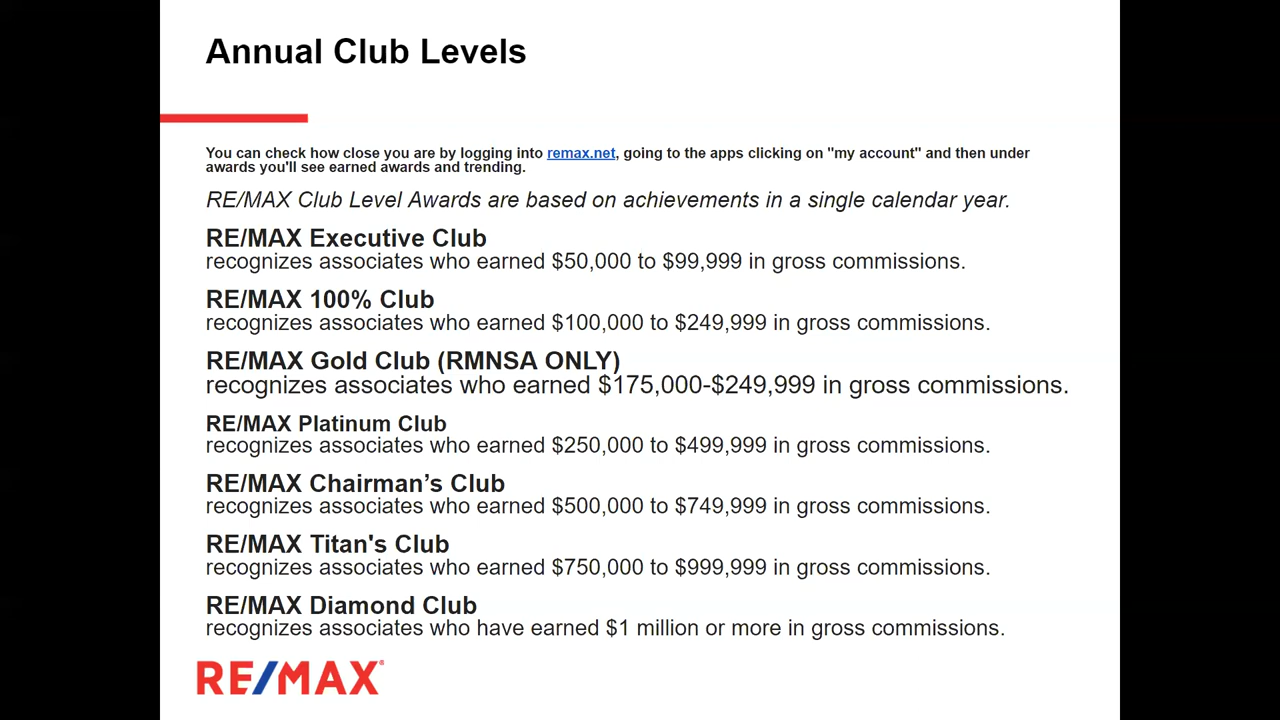 Annual Club Levels
You can check how close you are by logging into remax.net, going to the apps clicking on "my account" and then under
awards you'll see earned awards and trending.
RE/MAX Club Level Awards are based on achievements in a single calendar year.
RE/MAX Executive Club
recognizes associates who earned $50,000 to $99,999 in gross commissions.
RE/MAX 100% Club
recognizes associates who earned $100,000 to $249,999 in gross commissions.
RE/MAX Gold Club (RMNSA ONLY)
recognizes associates who earned $175,000-$249,999 in gross commissions.
RE/MAX Platinum Club
recognizes associates who earned $250,000 to $499,999 in gross commissions.
RE/MAX Chairman’s Club
recognizes associates who earned $500,000 to $749,999 in gross commissions.
RE/MAX Titan's Club
recognizes associates who earned $750,000 to $999,999 in gross commissions.
RE/MAX Diamond Club
recognizes associates who have earned $1 million or more in gross commissions.
RE/MAX®